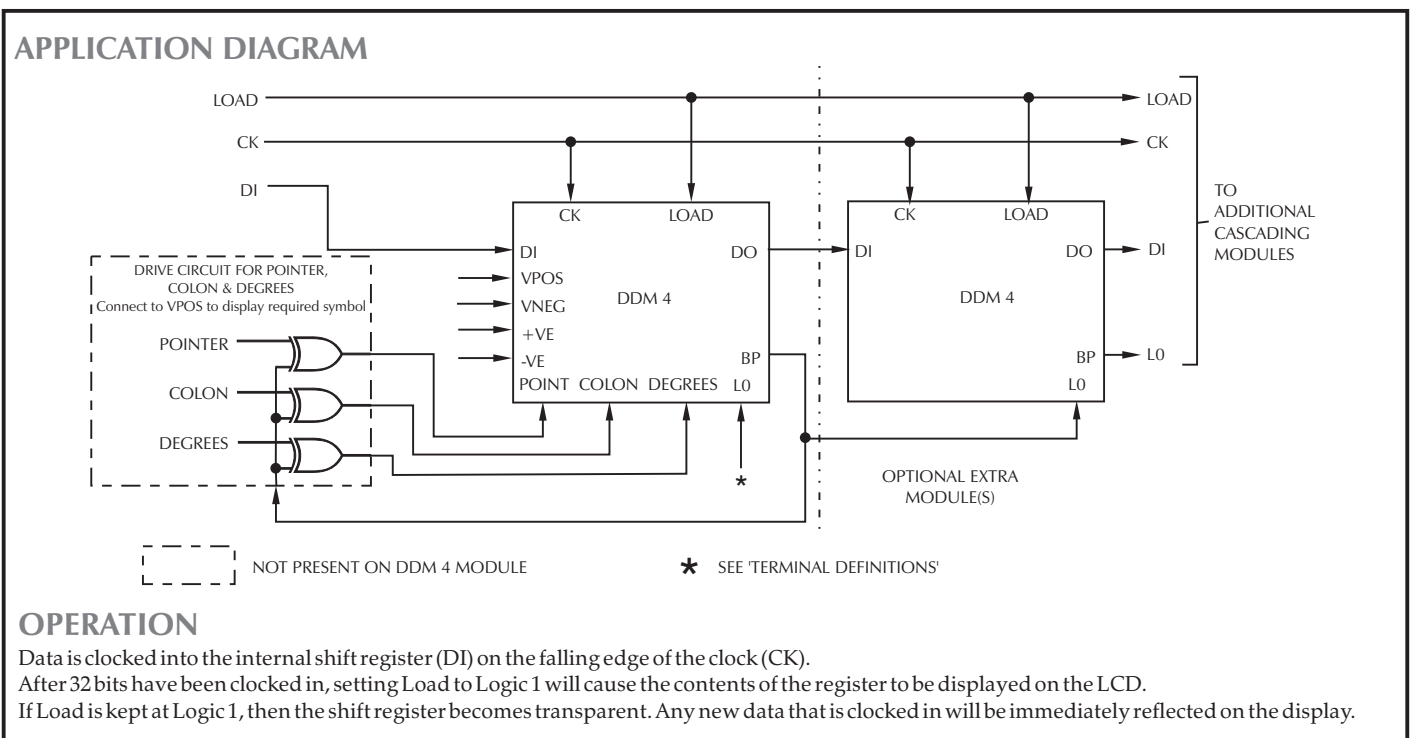 APPLICATION DIAGRAM
LOAD
LOAD
CK
CK
DI
TO
ADDITIONAL
CASCADING
MODULES
CK
LOAD
CK
LOAD
DI
DO
DI
DO
DI
DRIVE CIRCUIT FOR POINTER,
COLON & DEGREES
Connect to VPOS to display required symbol
VPOS
VNEG
+VE
-VE
DDM 4
DDM 4
POINTER
COLON
DEGREES
BP
BP
L0
POINT
COLON
DEGREES
L0
L0
*
OPTIONAL EXTRA
MODULE(S)
NOT PRESENT ON DDM 4 MODULE
* SEE 'TERMINAL DEFINITIONS'
OPERATION
Data is clocked into the internal shift register (DI) on the falling edge of the clock (CK).
After 32 bits have been clocked in, setting Load to Logic 1 will cause the contents of the register to be displayed on the LCD.
If Load is kept at Logic 1, then the shift register becomes transparent. Any new data that is clocked in will be immediately reflected on the display.